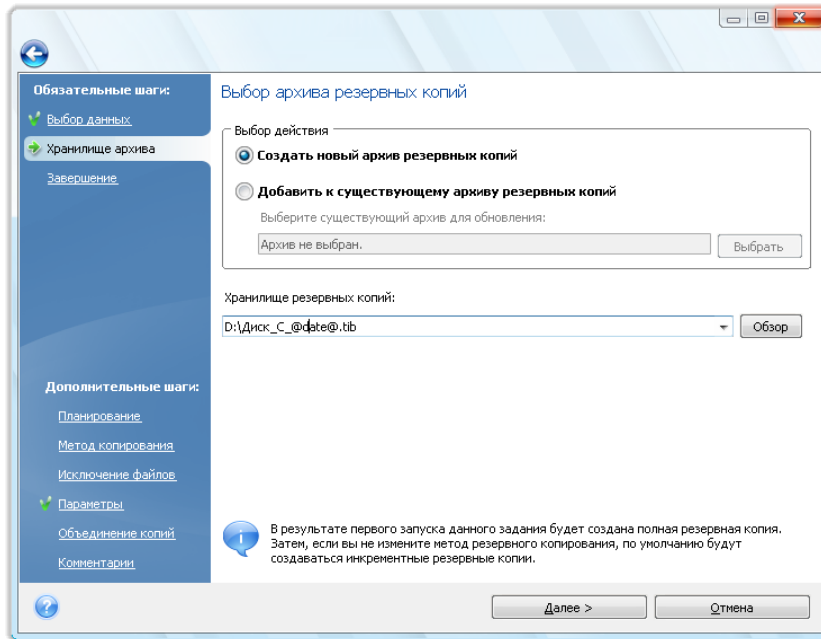 Обязательные шаги:
Выбор данных
Хранилище архива
Завершение
Дополнительные шаги:
Планирование
Метод копирования
Исключение файлов
Параметры
Объединение копий
Комментарии
Выбор архива резервных копий
Выбор действия
Создать новый архив резервных копий
Добавить к существующему архиву резервных копий
Выберите существующий архив для обновления:
Архив не выбран.
Выбрать
Хранилище резервных копий:
D:\Диск_C_@date@.tib
Обзор
В результате первого запуска данного задания будет создана полная резервная копия.
Затем, если вы не измените метод резервного копирования, по умолчанию будут
создаваться инкрементные резервные копии.
Далее >
Отмена